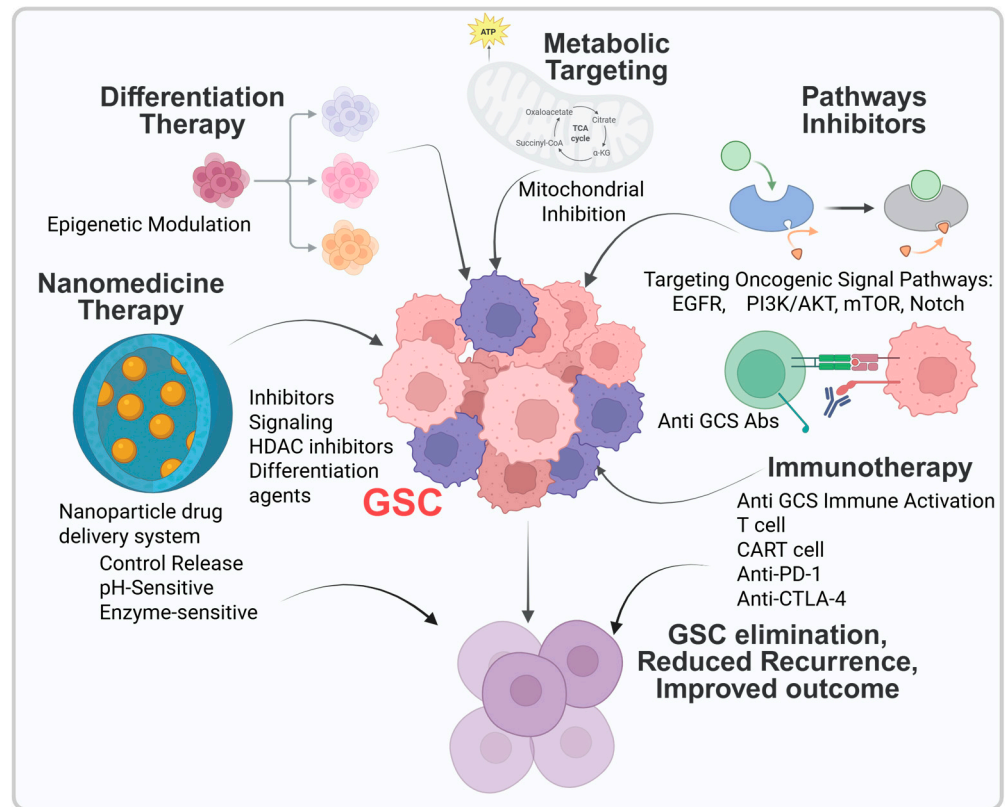 ATP
Metabolic
Targeting
Oxaloacetate
Citrate
TCA
cycle
Succinyl-CoA
α-KG
Mitochondrial
Inhibition
Differentiation
Therapy
Epigenetic Modulation
Pathways
Inhibitors
Targeting Oncogenic Signal Pathways:
EGFR, PI3K/AKT, mTOR, Notch
Nanomedicine
Therapy
Inhibitors
Signaling
HDAC inhibitors
Differentiation
agents
Nanoparticle drug
delivery system
Control Release
pH-Sensitive
Enzyme-sensitive
GSC
Anti GCS Abs
Immunotherapy
Anti GCS Immune Activation
T cell
CART cell
Anti-PD-1
Anti-CTLA-4
GSC elimination,
Reduced Recurrence,
Improved outcome